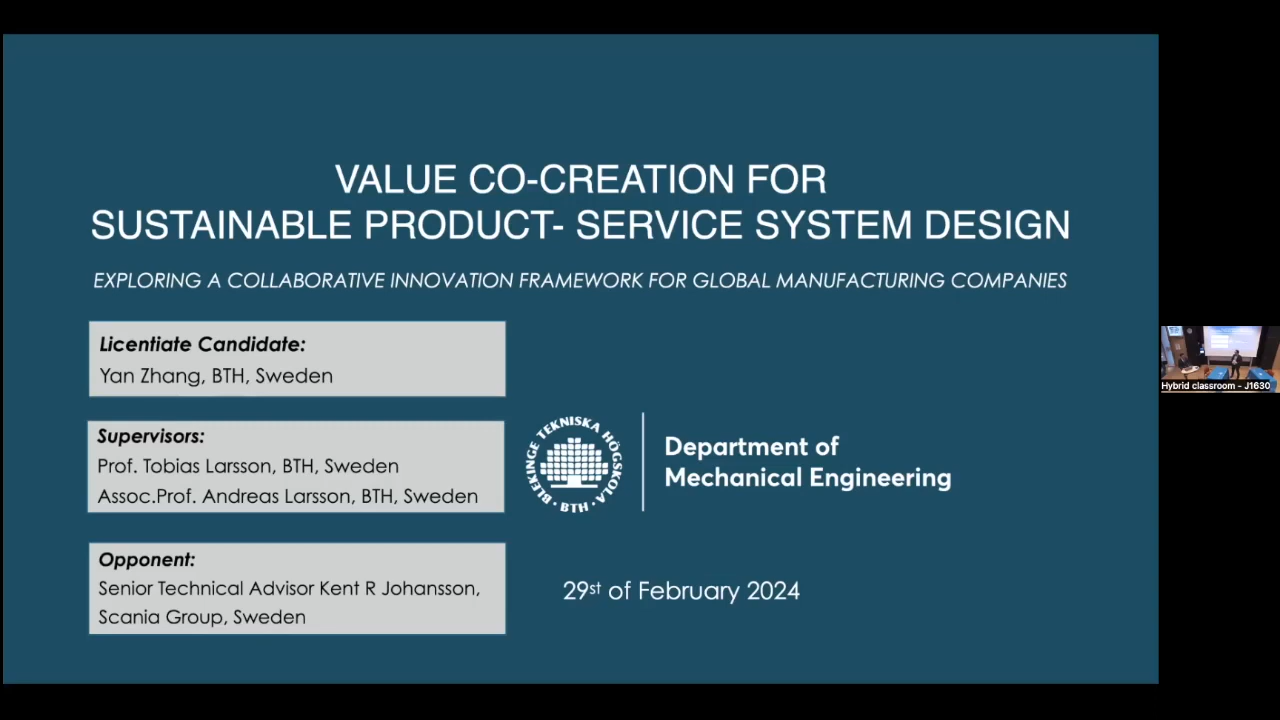 VALUE CO-CREATION FOR
SUSTAINABLE PRODUCT- SERVICE SYSTEM DESIGN
EXPLORING A COLLABORATIVE INNOVATION FRAMEWORK FOR GLOBAL MANUFACTURING COMPANIES
Licentiate Candidate:
Yan Zhang, BTH, Sweden
Supervisors:
Prof. Tobias Larsson, BTH, Sweden
Assoc.Prof. Andreas Larsson, BTH, Sweden
BLEKINGE TEKNISKA HÖGSKOLA · BTH ·
Department of
Mechanical Engineering
Opponent:
Senior Technical Advisor Kent R Johansson,
Scania Group, Sweden
29st of February 2024
Hybrid classroom - J1630